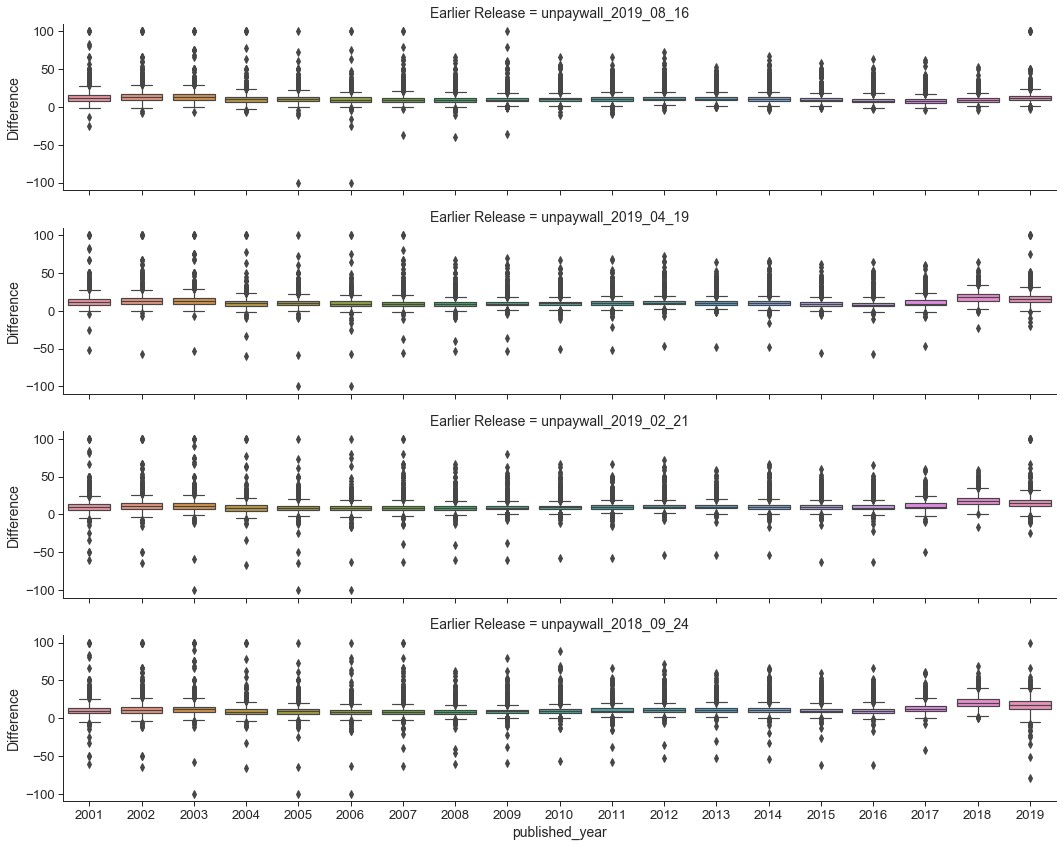 Earlier Release = unpaywall_2019_08_16
100
50
0
−50
−100
Difference
Earlier Release = unpaywall_2019_04_19
100
50
0
−50
−100
Difference
Earlier Release = unpaywall_2019_02_21
100
50
0
−50
−100
Difference
Earlier Release = unpaywall_2018_09_24
100
50
0
−50
−100
Difference
2001 2002 2003 2004 2005 2006 2007 2008 2009 2010 2011 2012 2013 2014 2015 2016 2017 2018 2019
published_year